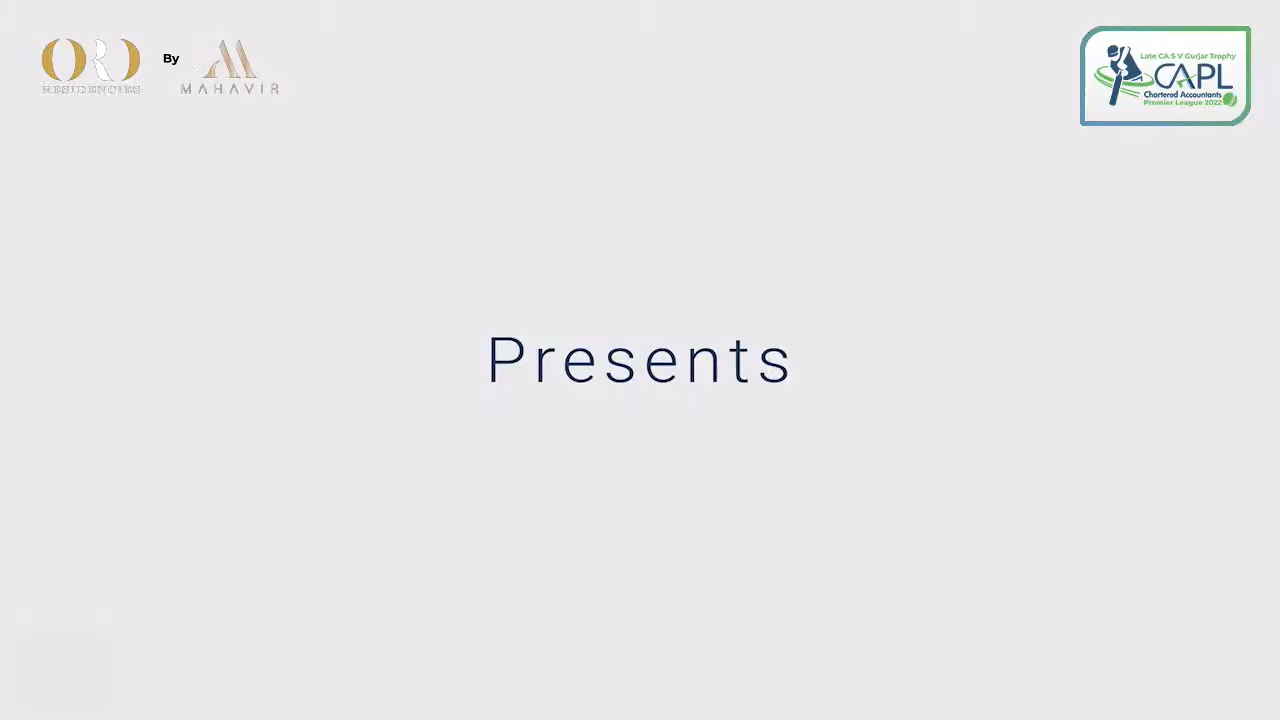 ORO
RESIDENCIES
By
MAHAVIR
Late CA S V Gurjar Trophy
CAPL
Chartered Accountants
Premier League 2022
Presents